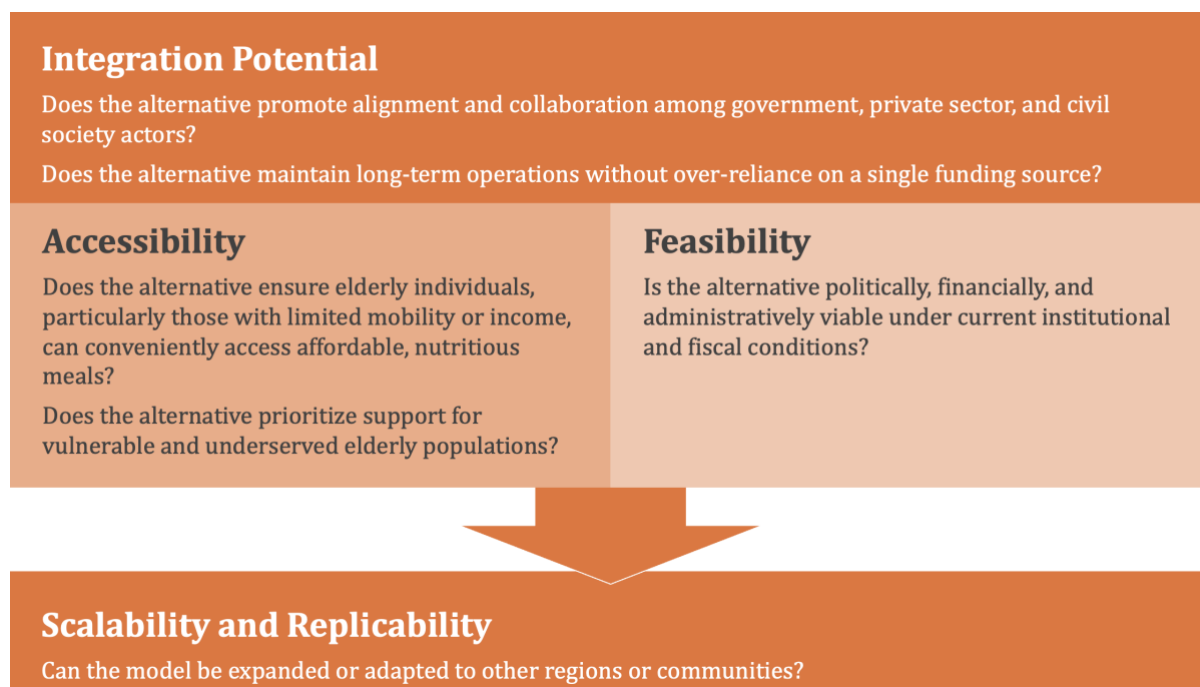 Integration Potential
Does the alternative promote alignment and collaboration among government, private sector, and civil
society actors?
Does the alternative maintain long-term operations without over-reliance on a single funding source?
Accessibility
Does the alternative ensure elderly individuals,
particularly those with limited mobility or income,
can conveniently access affordable, nutritious
meals?
Does the alternative prioritize support for
vulnerable and underserved elderly populations?
Feasibility
Is the alternative politically, financially, and
administratively viable under current institutional
and fiscal conditions?
Scalability and Replicability
Can the model be expanded or adapted to other regions or communities?